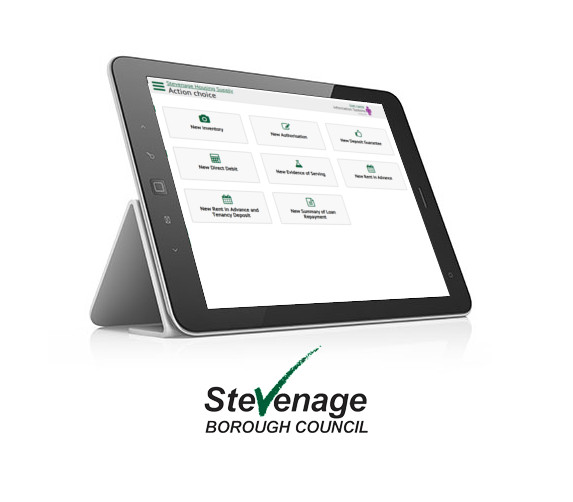 Stevenage Housing Supply
Action choice
New Inventory
New Authorisation
New Deposit Guarantee
New Direct Debit
New Evidence of Serving
New Rent in Advance
New Rent in Advance and
Tenancy Deposit
New Summary of Loan
Repayment
Stevenage
BOROUGH COUNCIL